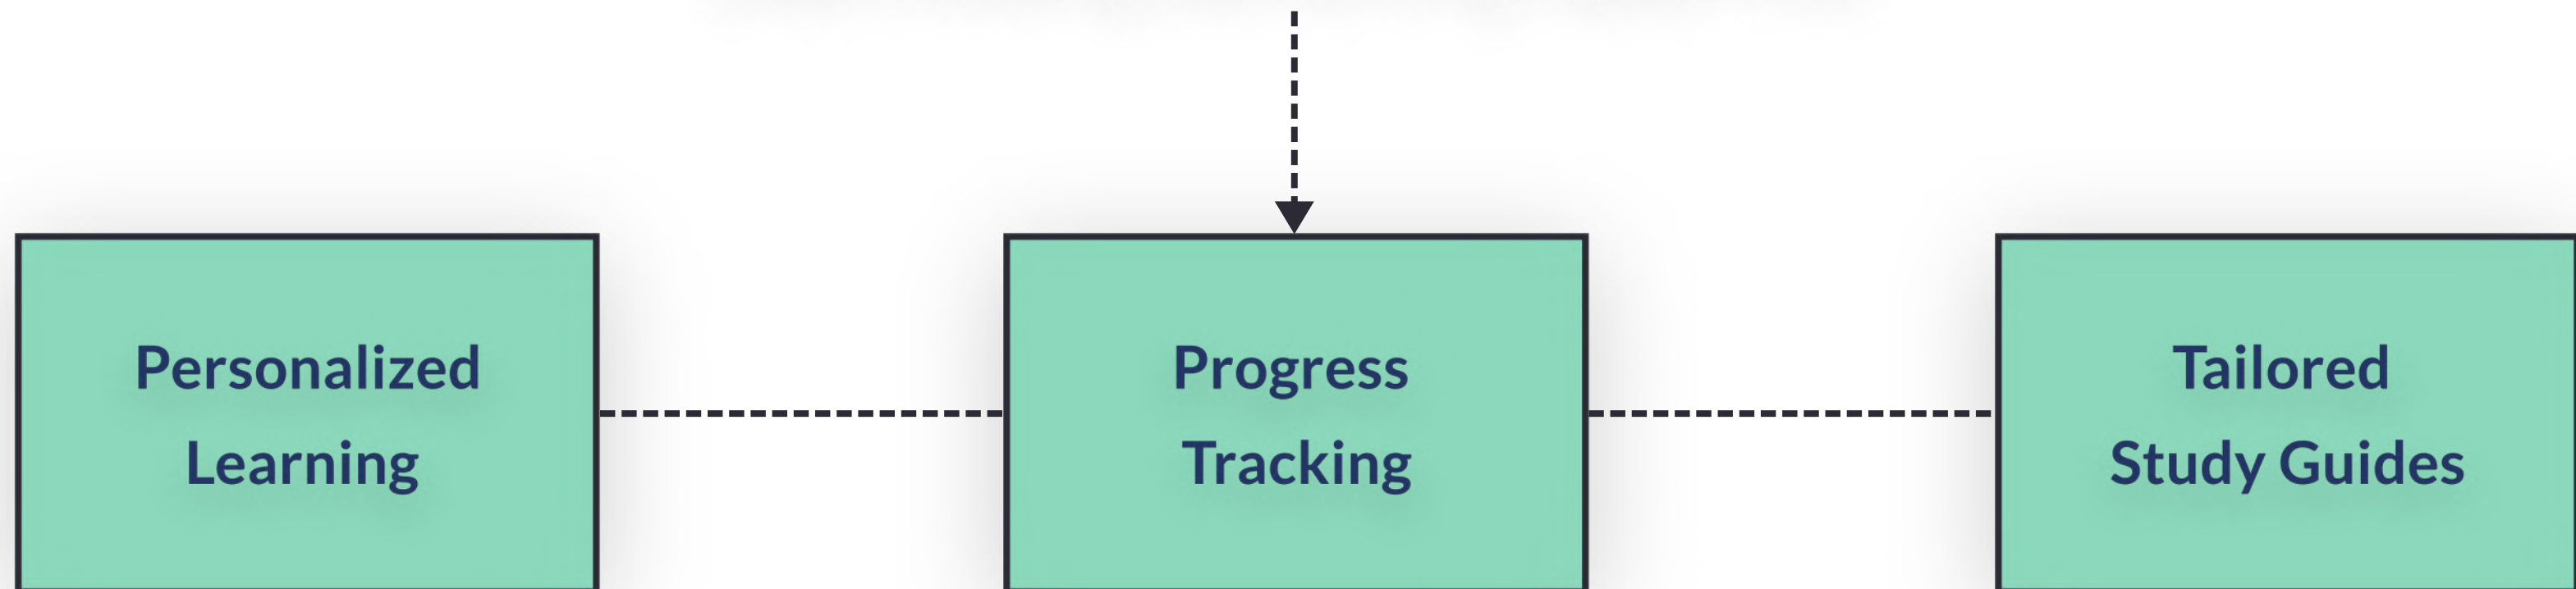 Personalized
Learning
Progress
Tracking
Tailored
Study Guides